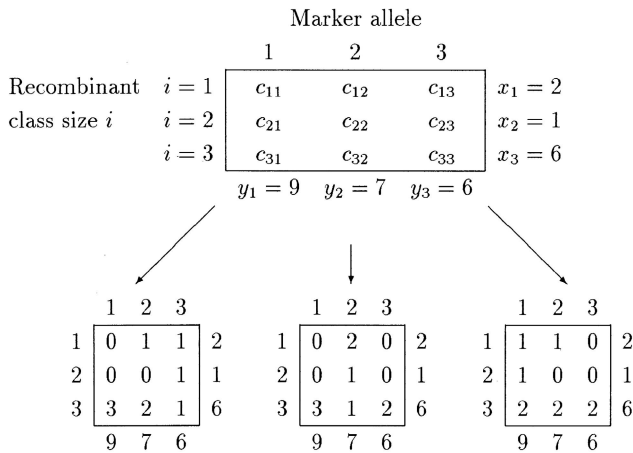 Marker allele
1 2 3
Recombinant i = 1 c₁₁ c₁₂ c₁₃ x₁ = 2
class size i i = 2 c₂₁ c₂₂ c₂₃ x₂ = 1
i = 3 c₃₁ c₃₂ c₃₃ x₃ = 6
y₁ = 9 y₂ = 7 y₃ = 6
1 2 3 1 2 3 1 2 3
1 0 1 1 2 1 0 2 0 2 1 1 1 0 2
2 0 0 1 1 2 0 1 0 1 2 1 0 0 1
3 3 2 1 6 3 3 1 2 6 3 2 2 2 6
9 7 6 9 7 6 9 7 6